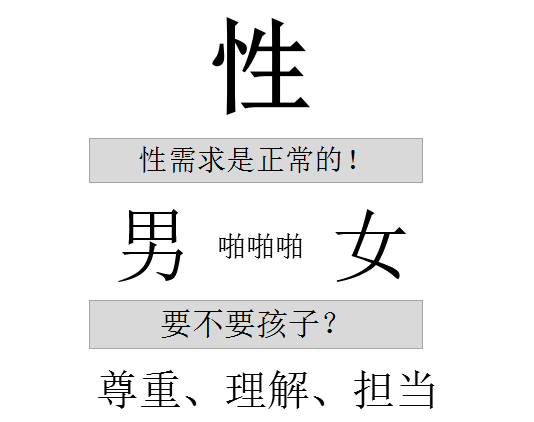 性
性需求是正常的！
男 啪啪啪 女
要不要孩子？
尊重、理解、担当